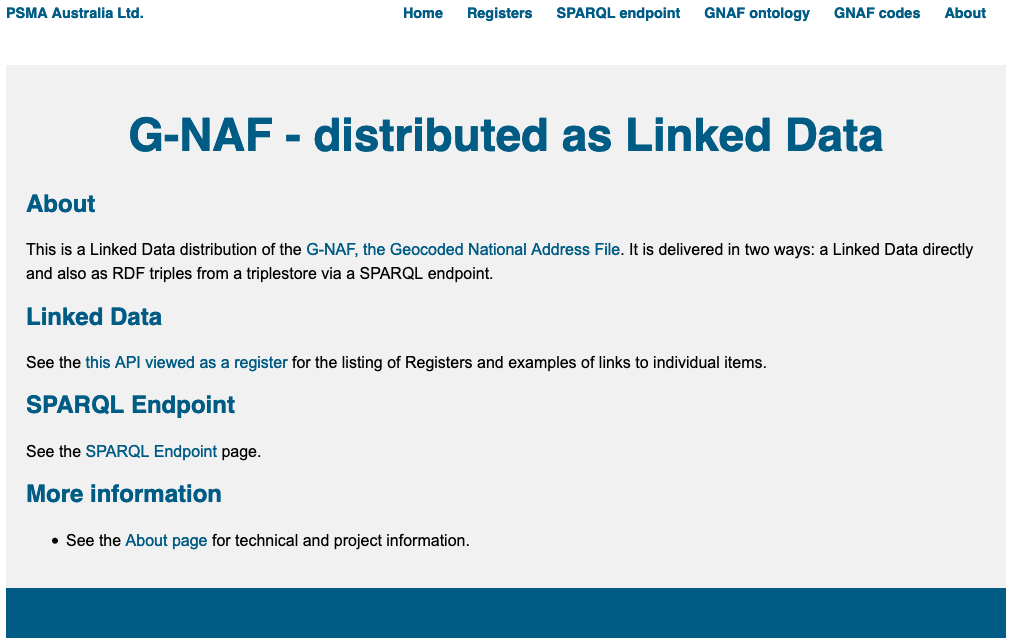 PSMA Australia Ltd. Home Registers SPARQL endpoint GNAF ontology GNAF codes About
G-NAF - distributed as Linked Data
About
This is a Linked Data distribution of the G-NAF, the Geocoded National Address File. It is delivered in two ways: a Linked Data directly
and also as RDF triples from a triplestore via a SPARQL endpoint.
Linked Data
See the this API viewed as a register for the listing of Registers and examples of links to individual items.
SPARQL Endpoint
See the SPARQL Endpoint page.
More information
• See the About page for technical and project information.